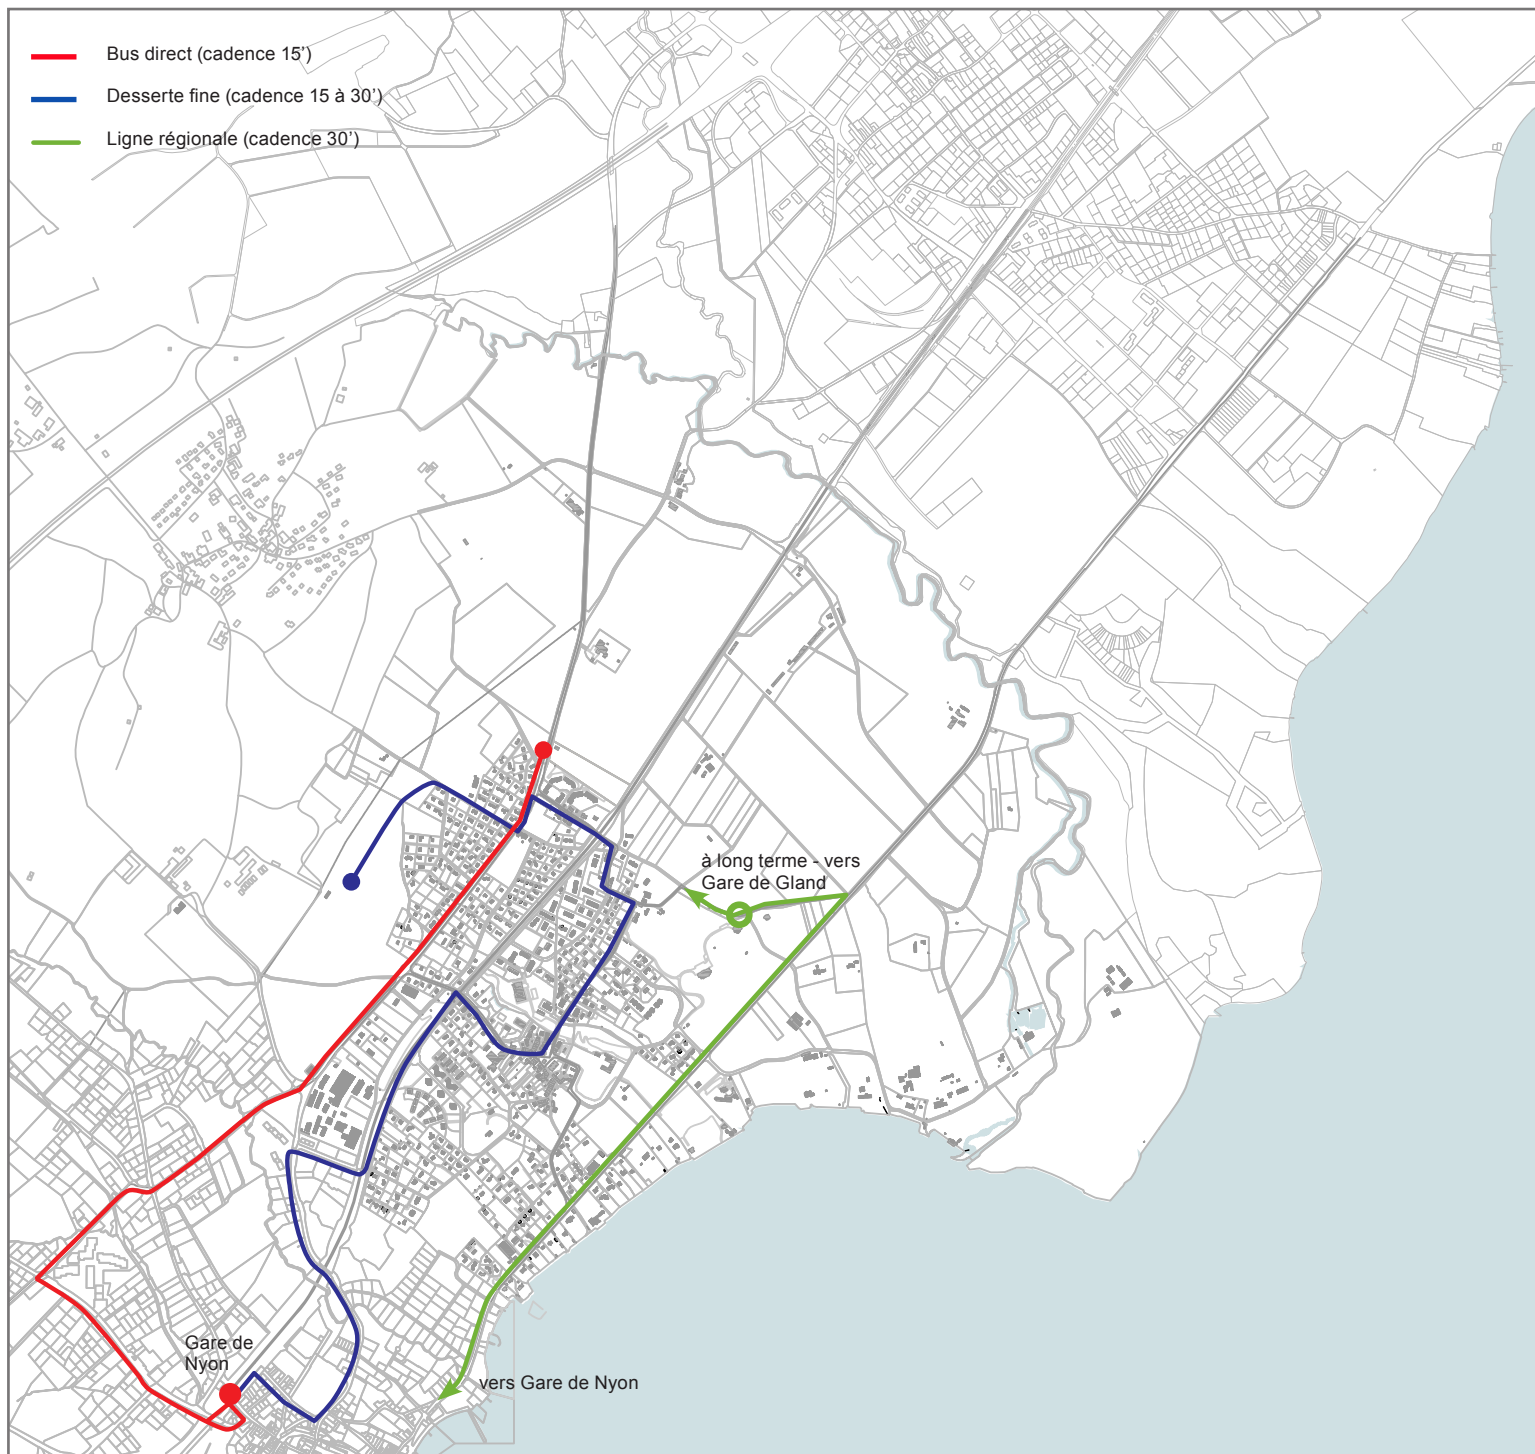 Bus direct (cadence 15’)
Desserte fine (cadence 15 à 30’)
Ligne régionale (cadence 30’)
à long terme - vers
Gare de Gland
Gare de
Nyon
vers Gare de Nyon